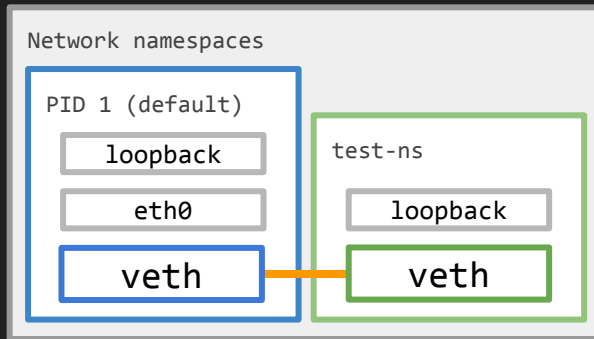 Network namespaces
PID 1 (default)
loopback
eth0
veth
test-ns
loopback
veth